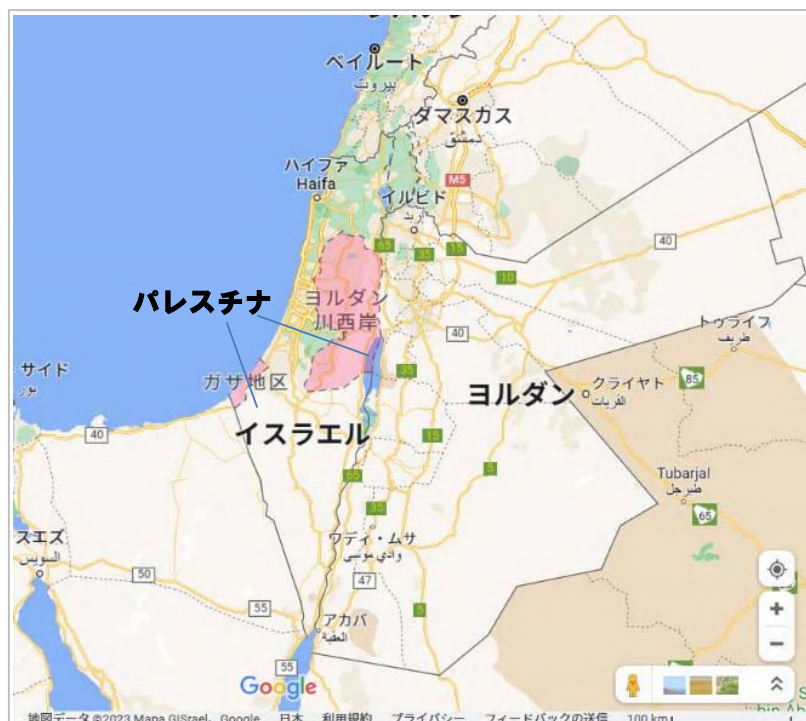 ベイルート
بيروت
ダマスカス
دمشق
ハイファ
Haifa
M5
イルビド
إربد
65
35
15
40
10
パレスチナ
ヨルダン
川西岸
40
トゥライフ
طريف
サイド
ガザ地区
35
ヨルダン
クライヤト
القريات
85
イスラエル
40
50
15
5
65
Tubarjal
طبرجل
35
65
スエズ
السويس
ワディ・ムサ
وادي موسى
50
47
55
5
アカバ
العقبة
55
Google
地図データ ©2023 Mapa GISrael、Google
日本
利用規約
プライバシー
フィードバックの送信
100 km